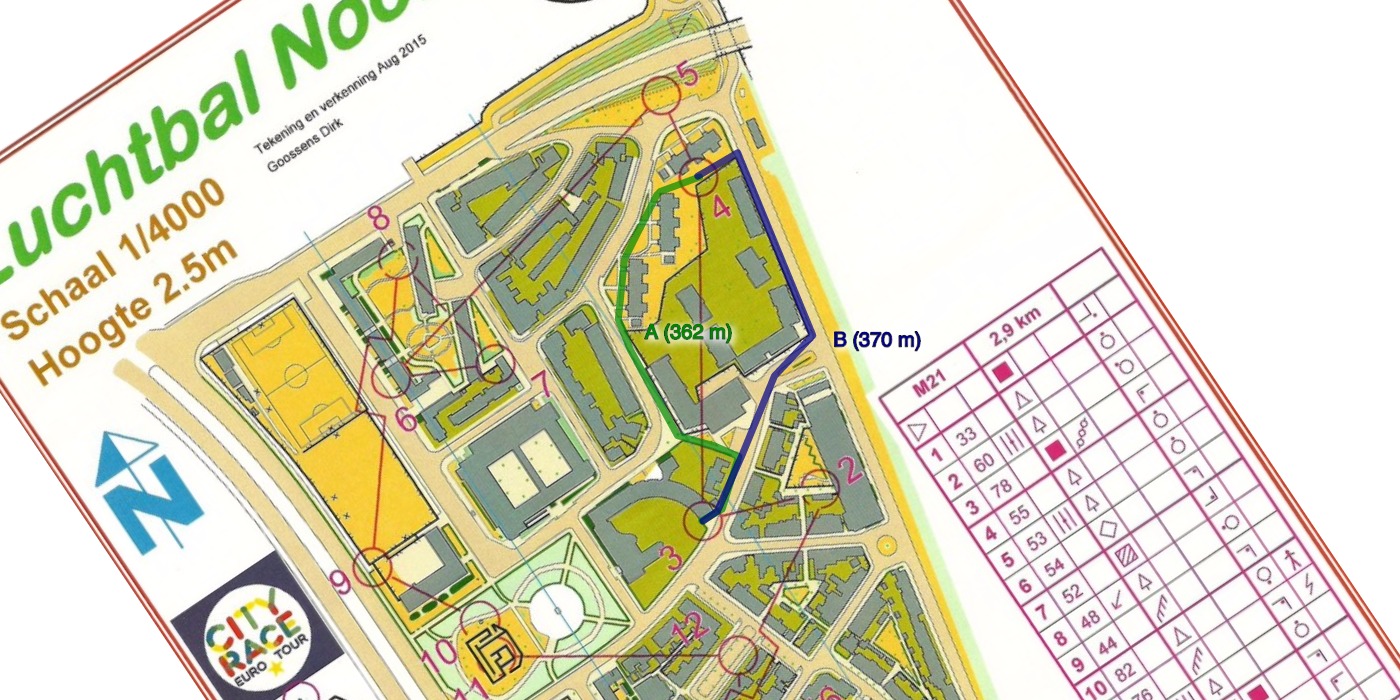 Luchtbal Noo
Schaal 1/4000
Hoogte 2.5m
Tekening en verkenning Aug 2015
Goossens Dirk
N
CITY
RACE
EURO TOUR
5
4
8
A (362 m)
B (370 m)
6
7
2
3
9
10
12
11
M21
2,9 km
1 33
2 60
3 78
4 55
5 53
6 54
7 52
8 48
9 44
10 82
76